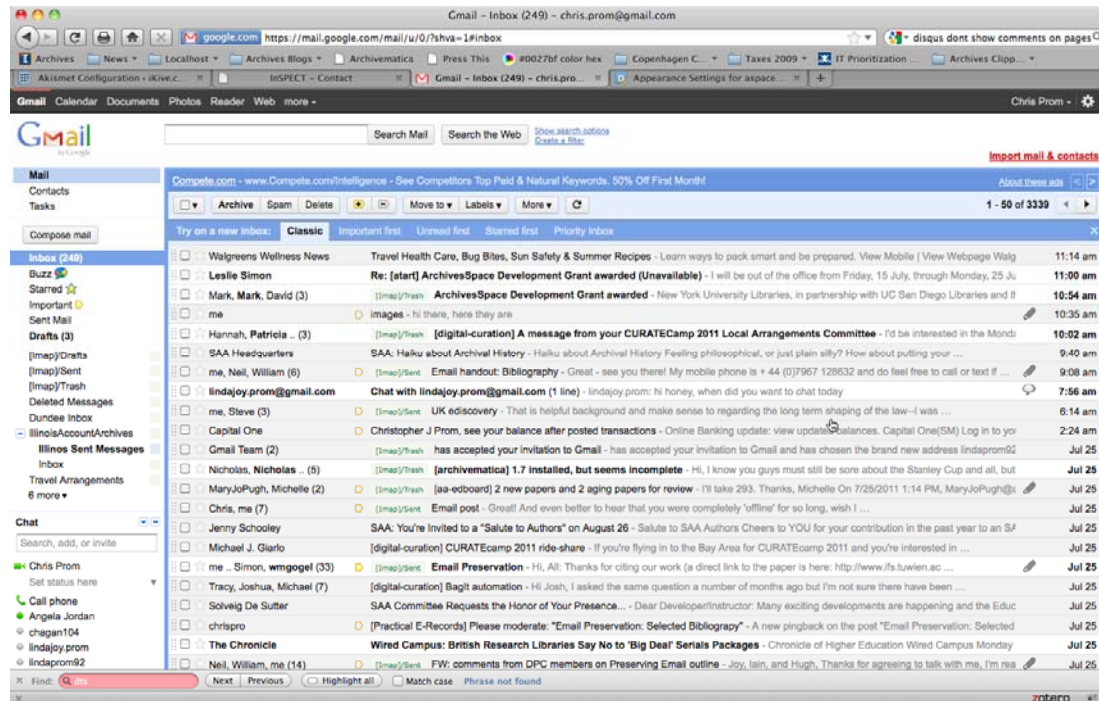 Gmail – Inbox (249) – chris.prom@gmail.com
google.com https://mail.google.com/mail/u/0/?shva=1#inbox
disqus dont show comments on pages
Archives News Localhost Archives Blogs Archivematica Press This #0027bf color hex Copenhagen C... Taxes 2009 IT Prioritization ... Archives Clipp...
Akismet Configuration ‹ iKive.c... InSPECT – Contact Gmail – Inbox (249) – chris.pro... Appearance Settings for aspace...
Gmail Calendar Documents Photos Reader Web more Chris Prom
Gmail
by Google
Search Mail Search the Web Show search options
Create a filter
Import mail & contacts
Mail
Contacts
Tasks
Compose mail
Inbox (249)
Buzz
Starred
Important
Sent Mail
Drafts (3)
[Imap]/Drafts
[Imap]/Sent
[Imap]/Trash
Deleted Messages
Dundee Inbox
IllinoisAccountArchives
Illinos Sent Messages
Inbox
Travel Arrangements
6 more
Chat
Search, add, or invite
Chris Prom
Set status here
Call phone
Angela Jordan
chagan104
lindajoy.prom
lindaprom92
Compete.com - www.Compete.com/Intelligence - See Competitors Top Paid & Natural Keywords. 50% Off First Month! About these ads < >
Archive Spam Delete Move to Labels More 1 - 50 of 3339
Try on a new inbox: Classic Important first Unread first Starred first Priority Inbox ×
Walgreens Wellness News Travel Health Care, Bug Bites, Sun Safety & Summer Recipes - Learn ways to pack smart and be prepared. View Mobile | View Webpage Walg 11:14 am
Leslie Simon Re: [atart] ArchivesSpace Development Grant awarded (Unavailable) - I will be out of the office from Friday, 15 July, through Monday, 25 Ju 11:00 am
Mark, Mark, David (3) [Imap]/Trash ArchivesSpace Development Grant awarded - New York University Libraries, in partnership with UC San Diego Libraries and th 10:54 am
me images - hi there, here they are 10:35 am
Hannah, Patricia .. (3) [Imap]/Trash [digital-curation] A message from your CURATECamp 2011 Local Arrangements Committee - I'd be interested in the Monda 10:02 am
SAA Headquarters SAA: Haiku about Archival History - Haiku about Archival History Feeling philosophical, or just plain silly? How about putting your ... 9:40 am
me, Neil, William (6) [Imap]/Sent Email handout: Bibliography - Great - see you there! My mobile phone is + 44 (0)7967 128632 and do feel free to call or text if ... 9:08 am
lindajoy.prom@gmail.com Chat with lindajoy.prom@gmail.com (1 line) - lindajoy.prom: hi honey, when did you want to chat today 7:56 am
me, Steve (3) [Imap]/Sent UK ediscovery - That is helpful background and make sense to regarding the long term shaping of the law--I was ... 6:14 am
Capital One Christopher J Prom, see your balance after posted transactions - Online Banking update: view updated balances. Capital One(SM) Log in to you 2:24 am
Gmail Team (2) [Imap]/Trash has accepted your invitation to Gmail - has accepted your invitation to Gmail and has chosen the brand new address lindaprom92 Jul 25
Nicholas, Nicholas .. (5) [Imap]/Trash [archivematica] 1.7 installed, but seems incomplete - Hi, I know you guys must still be sore about the Stanley Cup and all, but Jul 25
MaryJoPugh, Michelle (2) [Imap]/Trash [aa-edboard] 2 new papers and 2 aging papers for review - I'll take 293. Thanks, Michelle On 7/25/2011 1:14 PM, MaryJoPugh@ Jul 25
Chris, me (7) [Imap]/Sent Email post - Great! And even better to hear that you were completely 'offline' for so long, wish I ... Jul 25
Jenny Schooley SAA: You're Invited to a "Salute to Authors" on August 26 - Salute to SAA Authors Cheers to YOU for your contribution in the past year to an SA Jul 25
Michael J. Giarlo [digital-curation] CURATEcamp 2011 ride-share - If you're flying in to the Bay Area for CURATEcamp 2011 and you're interested in ... Jul 25
me .. Simon, wmgogel (33) [Imap]/Sent Email Preservation - Hi, All: Thanks for citing our work (a direct link to the paper is here: http://www.ifs.tuwien.ac ... Jul 25
Tracy, Joshua, Michael (7) [digital-curation] BagIt automation - Hi Josh, I asked the same question a number of months ago but I'm not sure there have been ... Jul 25
Solveig De Sutter SAA Committee Requests the Honor of Your Presence... - Dear Developer/Instructor: Many exciting developments are happening and the Educ Jul 25
chrispro [Practical E-Records] Please moderate: "Email Preservation: Selected Bibliograpy" - A new pingback on the post "Email Preservation: Selected Jul 25
The Chronicle Wired Campus: British Research Libraries Say No to 'Big Deal' Serials Packages - Chronicle of Higher Education Wired Campus Monday Jul 25
Neil, William, me (14) [Imap]/Sent FW: comments from DPC members on Preserving Email outline - Joy, Iain, and Hugh, Thanks for agreeing to talk with me, I'm rea Jul 25
× Find: dts Next Previous Highlight all Match case Phrase not found
× zotero